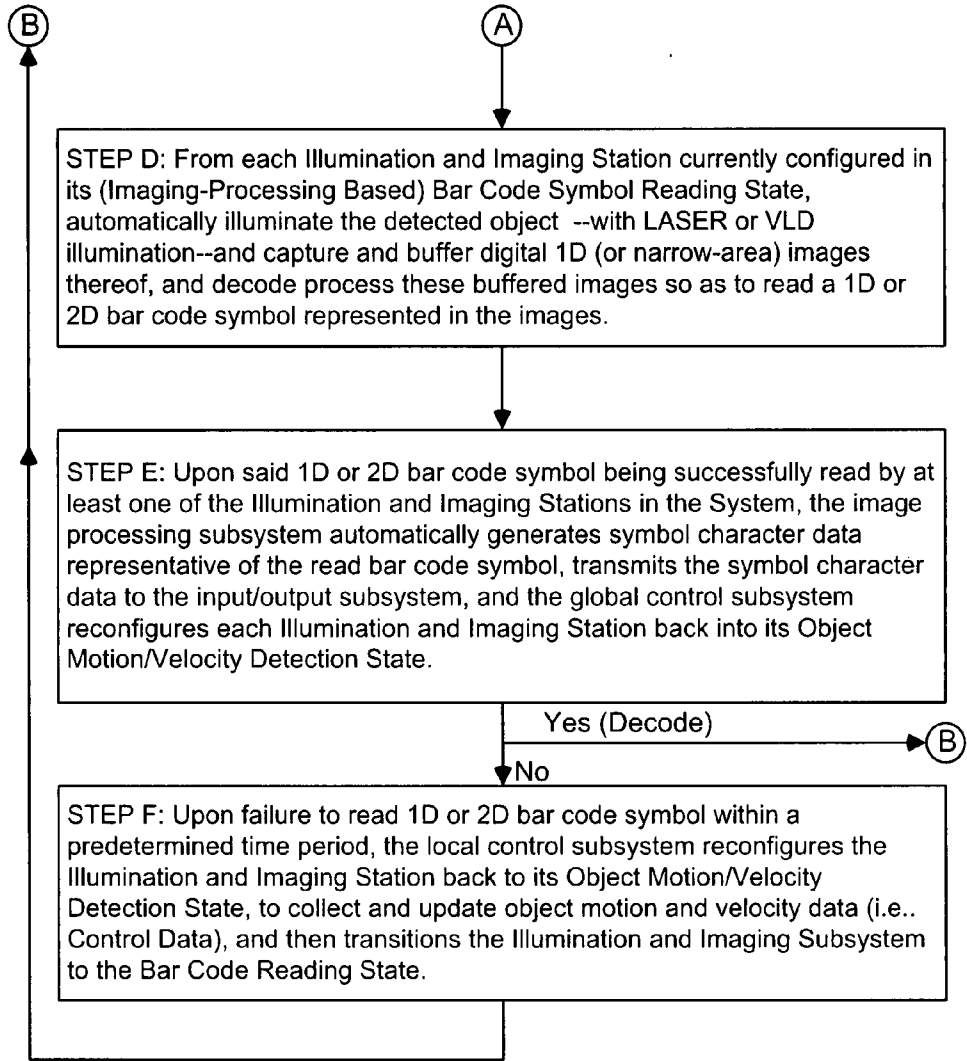 B
A
STEP D: From each Illumination and Imaging Station currently configured in
its (Imaging-Processing Based) Bar Code Symbol Reading State,
automatically illuminate the detected object --with LASER or VLD
illumination--and capture and buffer digital 1D (or narrow-area) images
thereof, and decode process these buffered images so as to read a 1D or
2D bar code symbol represented in the images.
STEP E: Upon said 1D or 2D bar code symbol being successfully read by at
least one of the Illumination and Imaging Stations in the System, the image
processing subsystem automatically generates symbol character data
representative of the read bar code symbol, transmits the symbol character
data to the input/output subsystem, and the global control subsystem
reconfigures each Illumination and Imaging Station back into its Object
Motion/Velocity Detection State.
Yes (Decode)
B
No
STEP F: Upon failure to read 1D or 2D bar code symbol within a
predetermined time period, the local control subsystem reconfigures the
Illumination and Imaging Station back to its Object Motion/Velocity
Detection State, to collect and update object motion and velocity data (i.e..
Control Data), and then transitions the Illumination and Imaging Subsystem
to the Bar Code Reading State.